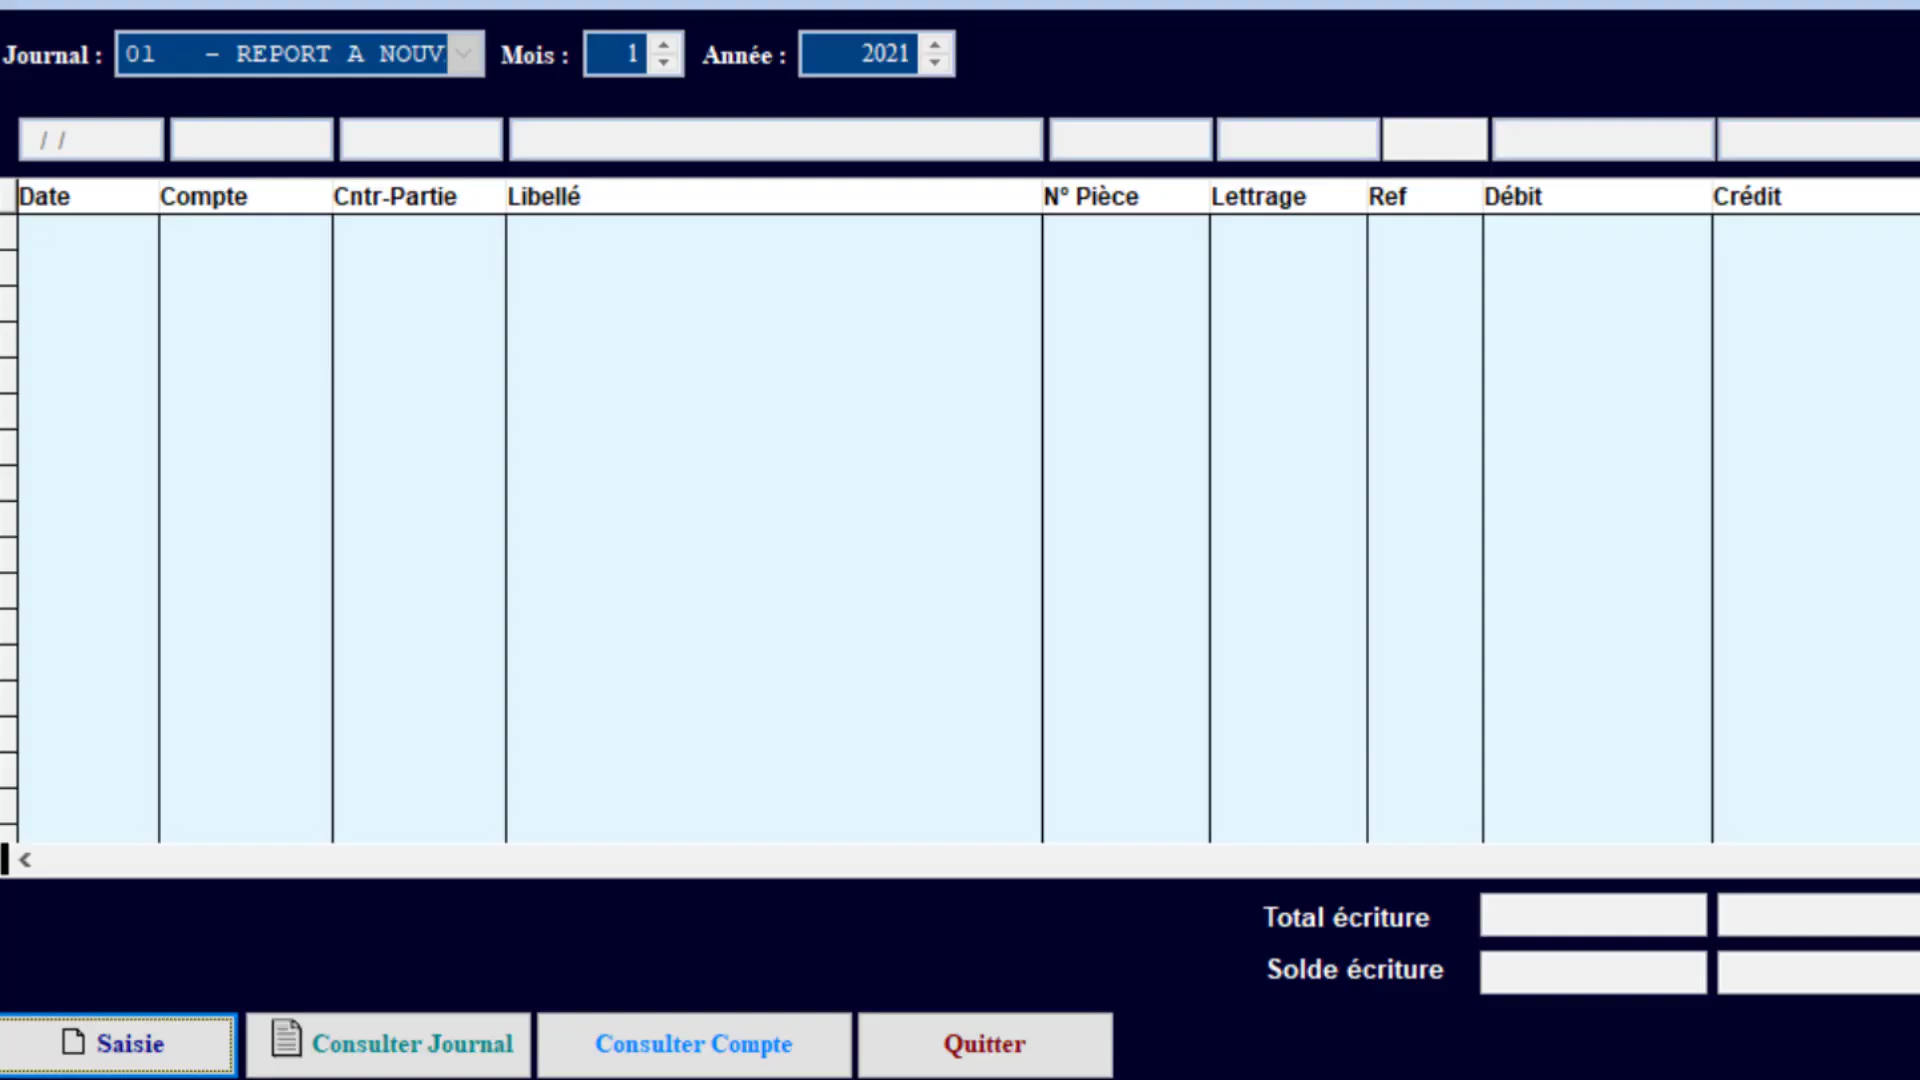 Journal : 01 - REPORT A NOUV Mois : 1 Année : 2021
/ /
Date Compte Cntr-Partie Libellé N° Pièce Lettrage Ref Débit Crédit
Total écriture
Solde écriture
Saisie Consulter Journal Consulter Compte Quitter